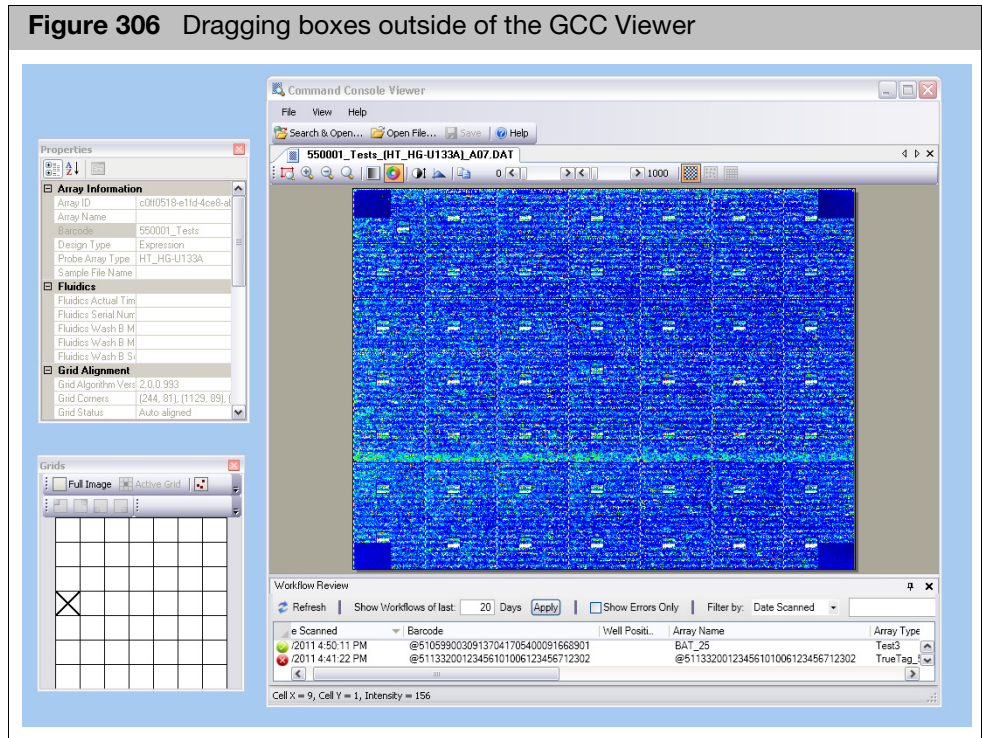 Figure 306 Dragging boxes outside of the GCC Viewer
Command Console Viewer
File View Help
Search & Open... Open File... Save Help
550001_Tests_(HT_HG-U133A)_A07.DAT
0 1000
Properties
Array Information
Array ID c0ff0518-e1fd-4ce8-a
Array Name
Barcode 550001_Tests
Design Type Expression
Probe Array Type HT_HG-U133A
Sample File Name
Fluidics
Fluidics Actual Tim
Fluidics Serial Num
Fluidics Wash B M
Fluidics Wash B M
Fluidics Wash B S
Grid Alignment
Grid Algorithm Vers 2.0.0.993
Grid Corners (244, 81), (1129, 89), (
Grid Status Auto aligned
Grids
Full Image Active Grid
Workflow Review
Refresh Show Workflows of last: 20 Days Apply Show Errors Only Filter by: Date Scanned
e Scanned Barcode Well Positi... Array Name Array Type
/2011 4:50:11 PM @51059900309137041705400091668901 BAT_25 Test3
/2011 4:41:22 PM @51133200123456101006123456712302 @51133200123456101006123456712302 TrueTag_
Cell X = 9, Cell Y = 1, Intensity = 156